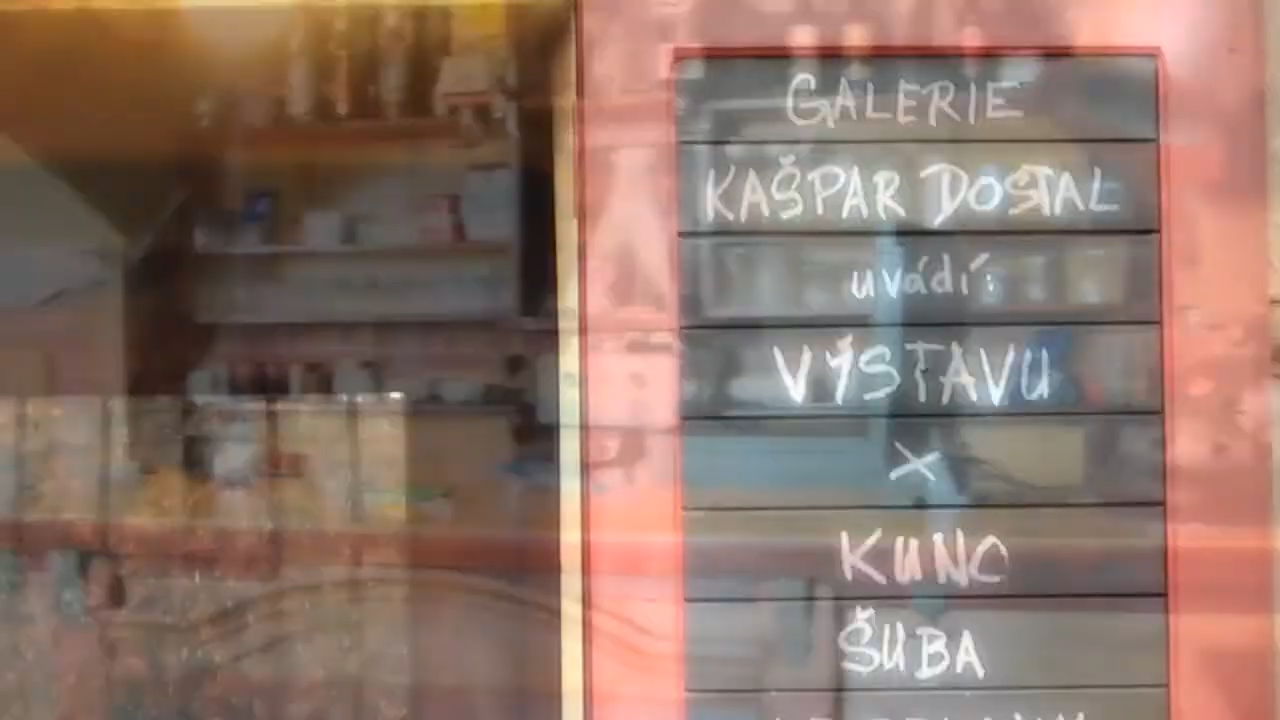 GALERIE
KAŠPAR DOSTAL
uvádí:
VÝSTAVU
×
KUNC
ŠUBA